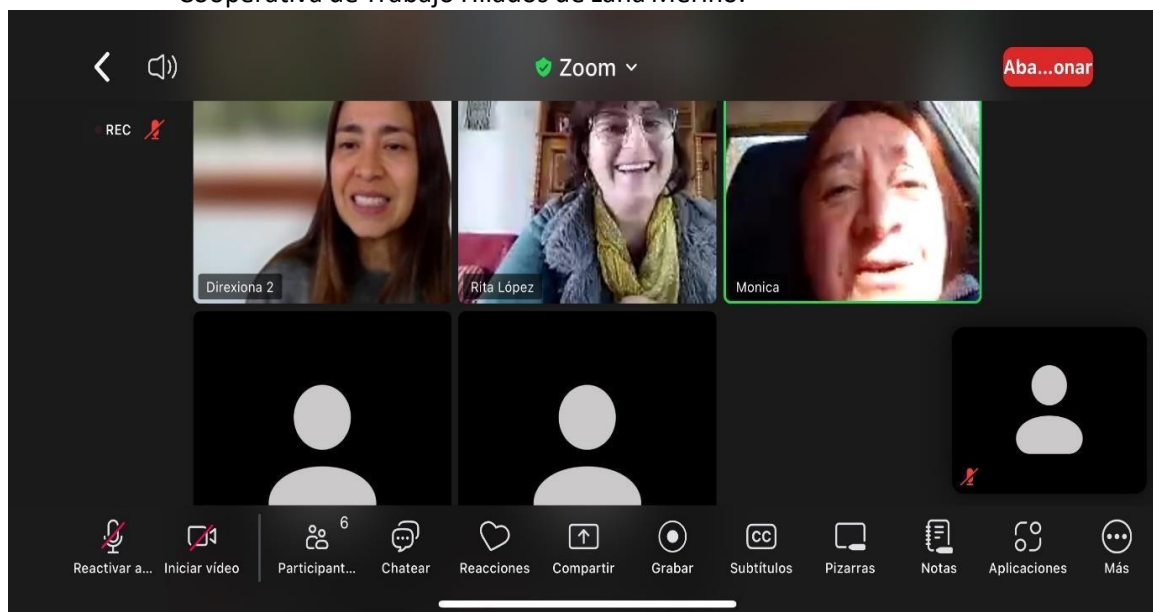 Cooperativa de Trabajo Hilados de Lana Merino.
Zoom
Aba...onar
REC
Direxiona 2
Rita López
Monica
6
Reactivar a...
Iniciar vídeo
Participant...
Chatear
Reacciones
Compartir
Grabar
CC
Subtítulos
Pizarras
Notas
Aplicaciones
Más